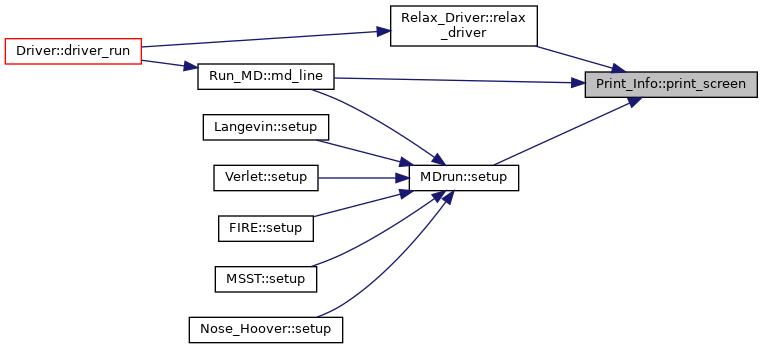 Relax_Driver::relax
_driver
Driver::driver_run
Run_MD::md_line
Print_Info::print_screen
Langevin::setup
Verlet::setup
MDrun::setup
FIRE::setup
MSST::setup
Nose_Hoover::setup